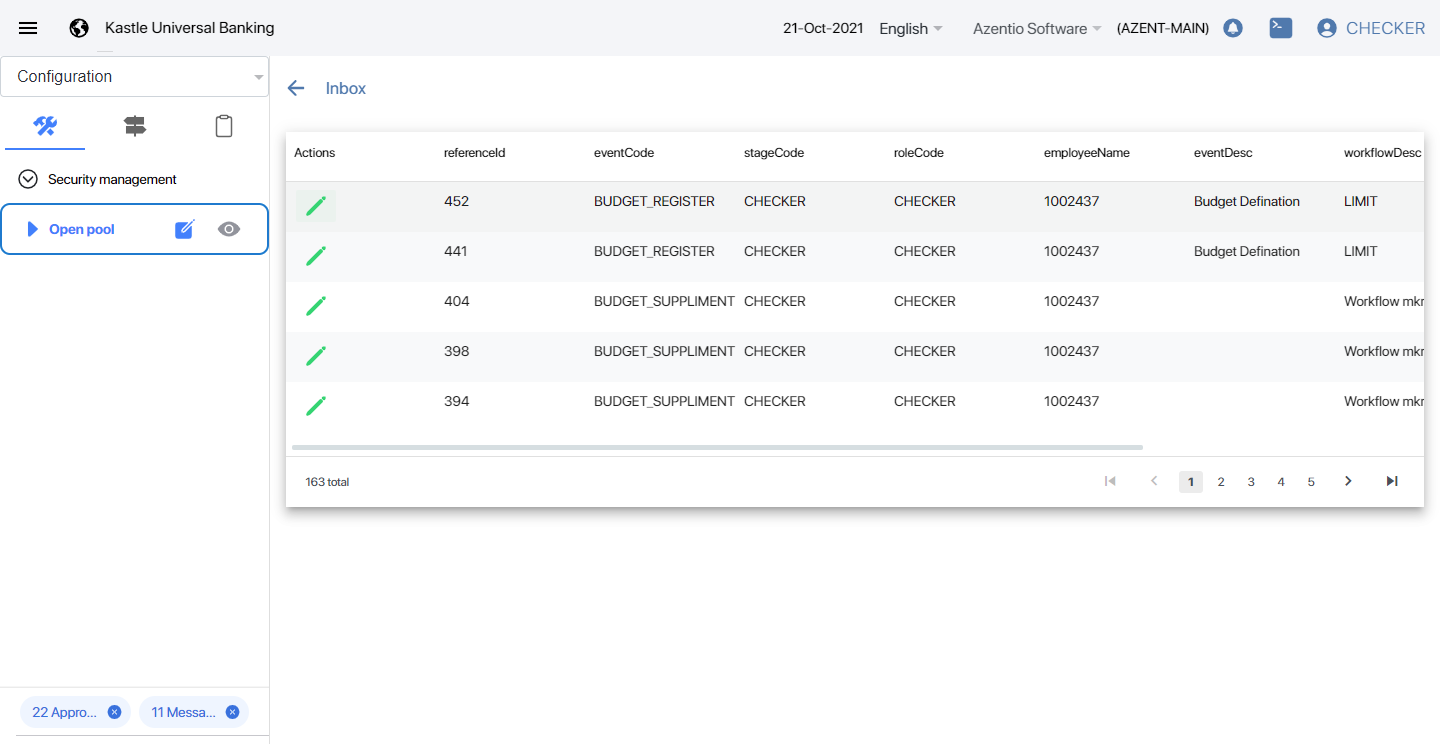 Kastle Universal Banking
21-Oct-2021 English Azentio Software (AZENT-MAIN) CHECKER
Configuration
Security management
Open pool
22 Appro...
11 Messa...
Inbox
Actions referenceId eventCode stageCode roleCode employeeName eventDesc workflowDesc
452 BUDGET_REGISTER CHECKER CHECKER 1002437 Budget Defination LIMIT
441 BUDGET_REGISTER CHECKER CHECKER 1002437 Budget Defination LIMIT
404 BUDGET_SUPPLIMENT CHECKER CHECKER 1002437 Workflow mkr
398 BUDGET_SUPPLIMENT CHECKER CHECKER 1002437 Workflow mkr
394 BUDGET_SUPPLIMENT CHECKER CHECKER 1002437 Workflow mkr
163 total 1 2 3 4 5